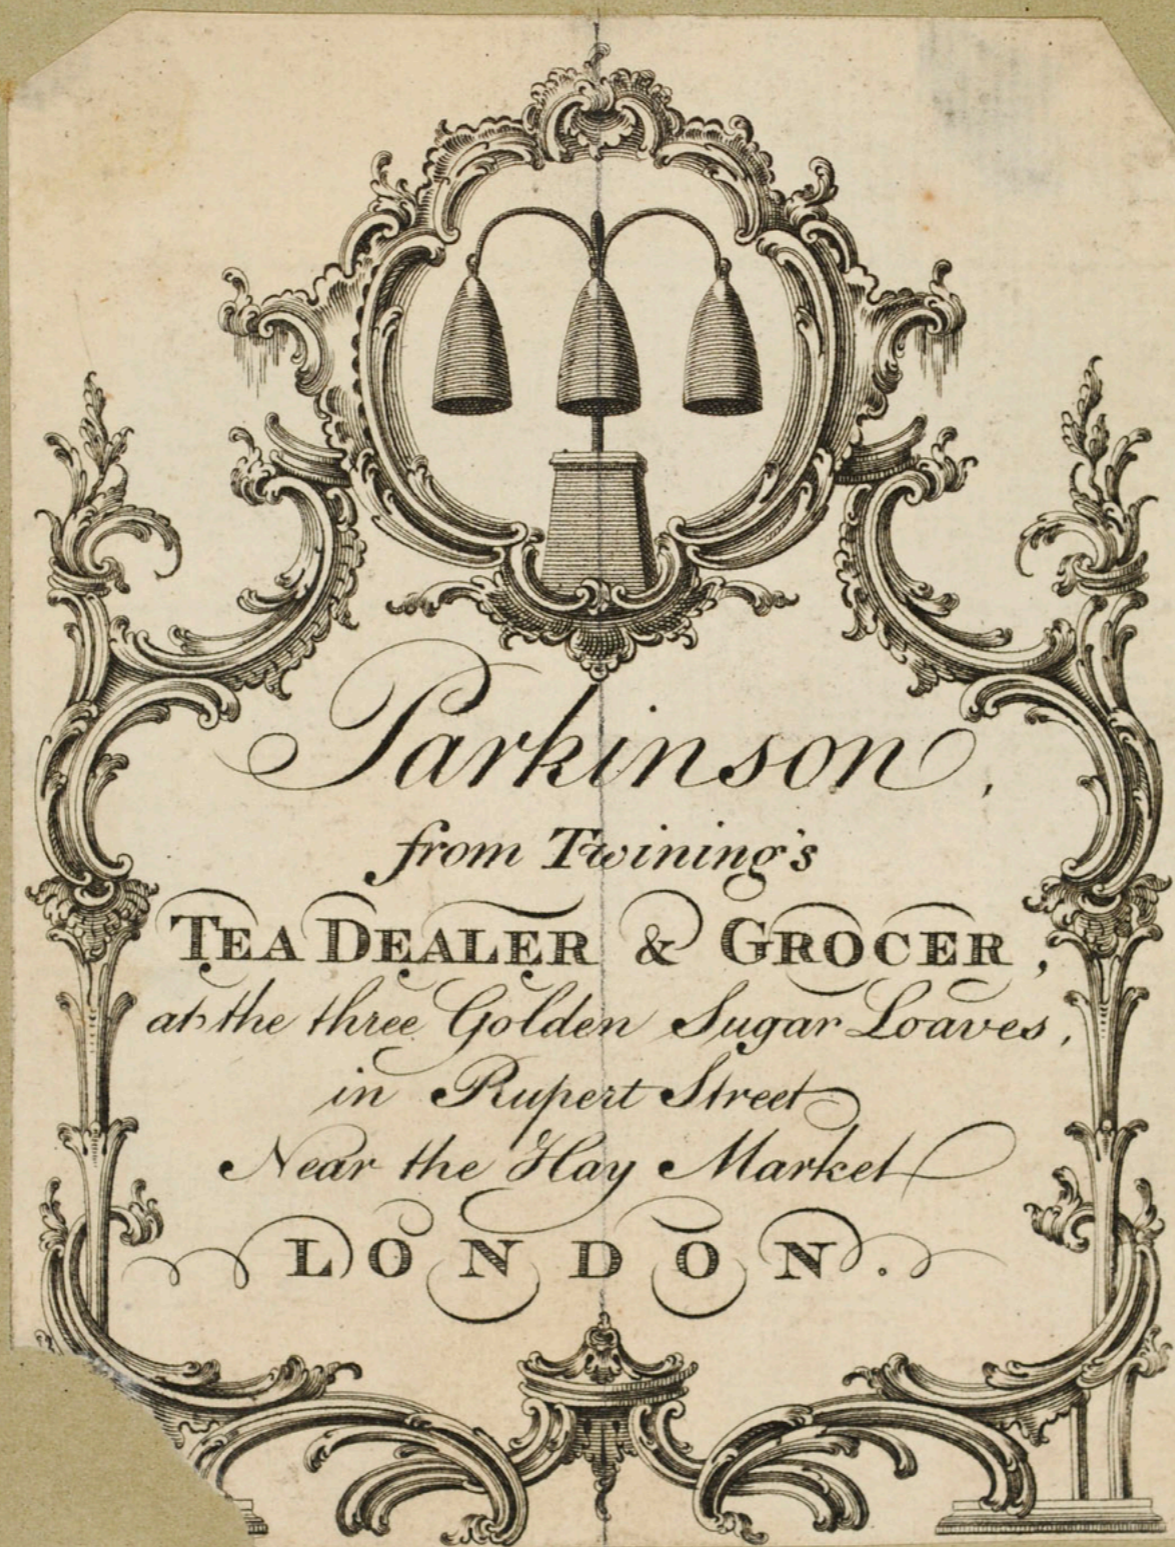 Parkinson,
from Twining's
TEA DEALER & GROCER,
at the three Golden Sugar Loaves,
in Rupert Street
Near the Hay Market
LONDON.